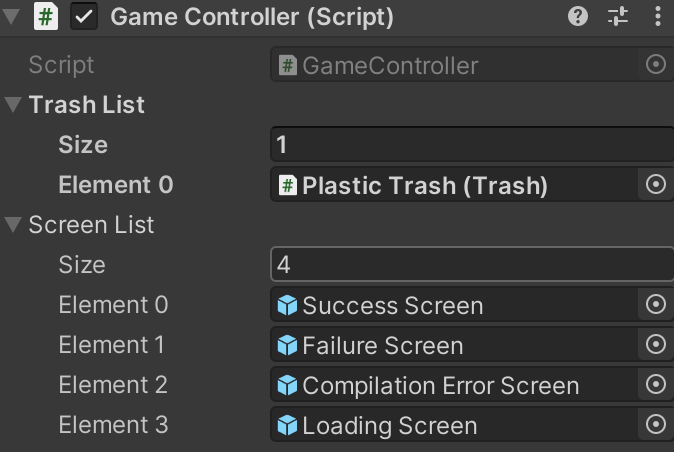 Game Controller (Script)
Script GameController
Trash List
Size 1
Element 0 Plastic Trash (Trash)
Screen List
Size 4
Element 0 Success Screen
Element 1 Failure Screen
Element 2 Compilation Error Screen
Element 3 Loading Screen